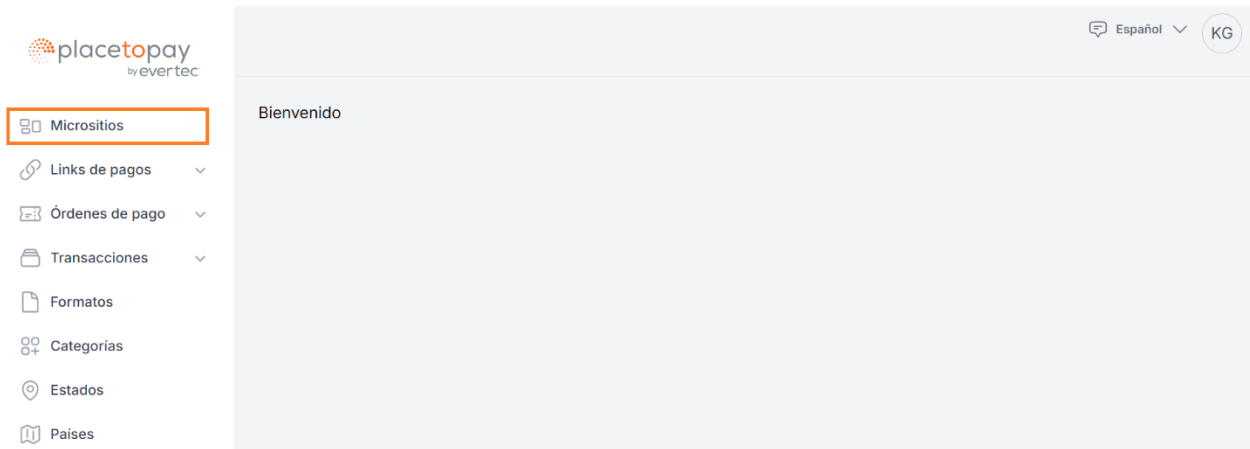 placetopay
by evertec
Español
KG
Bienvenido
Micrositios
Links de pagos
Órdenes de pago
Transacciones
Formatos
Categorías
Estados
Países